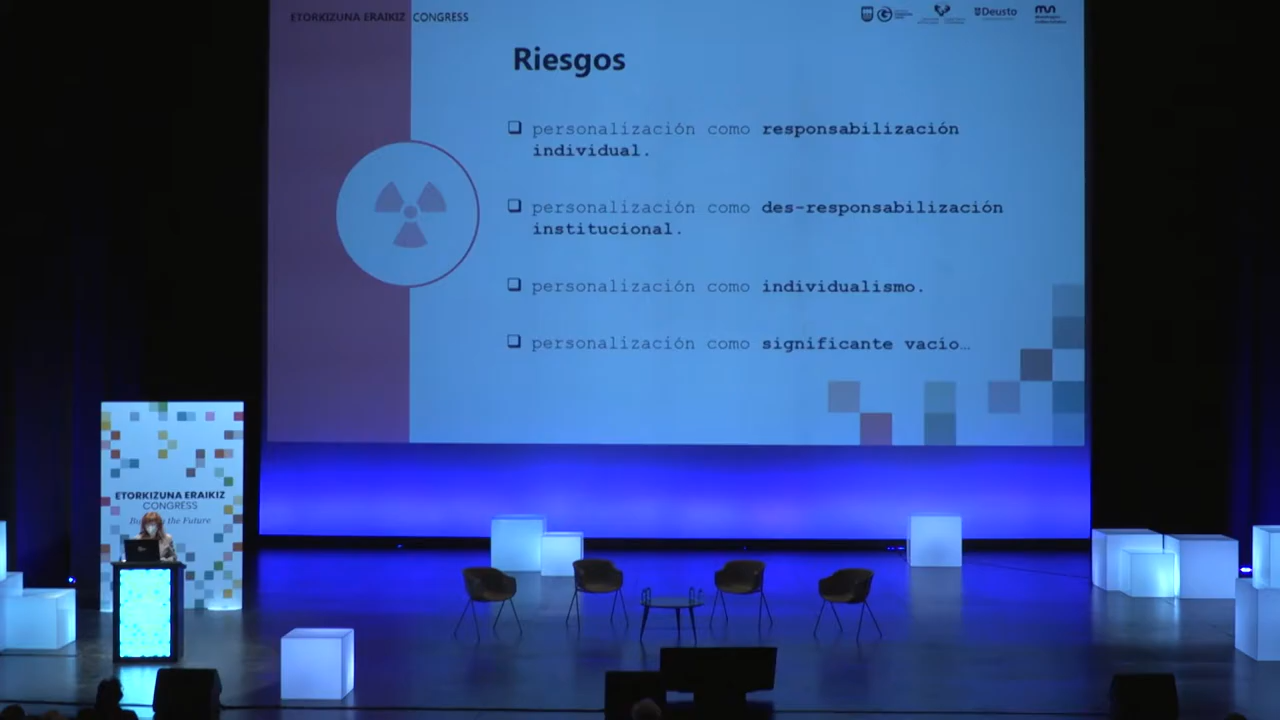 ETORKIZUNA ERAIKIZ CONGRESS
Deusto
Riesgos
❑ personalización como responsabilización
individual.
❑ personalización como des-responsabilización
institucional.
❑ personalización como individualismo.
❑ personalización como significante vacío…
ETORKIZUNA ERAIKIZ
CONGRESS
the Future